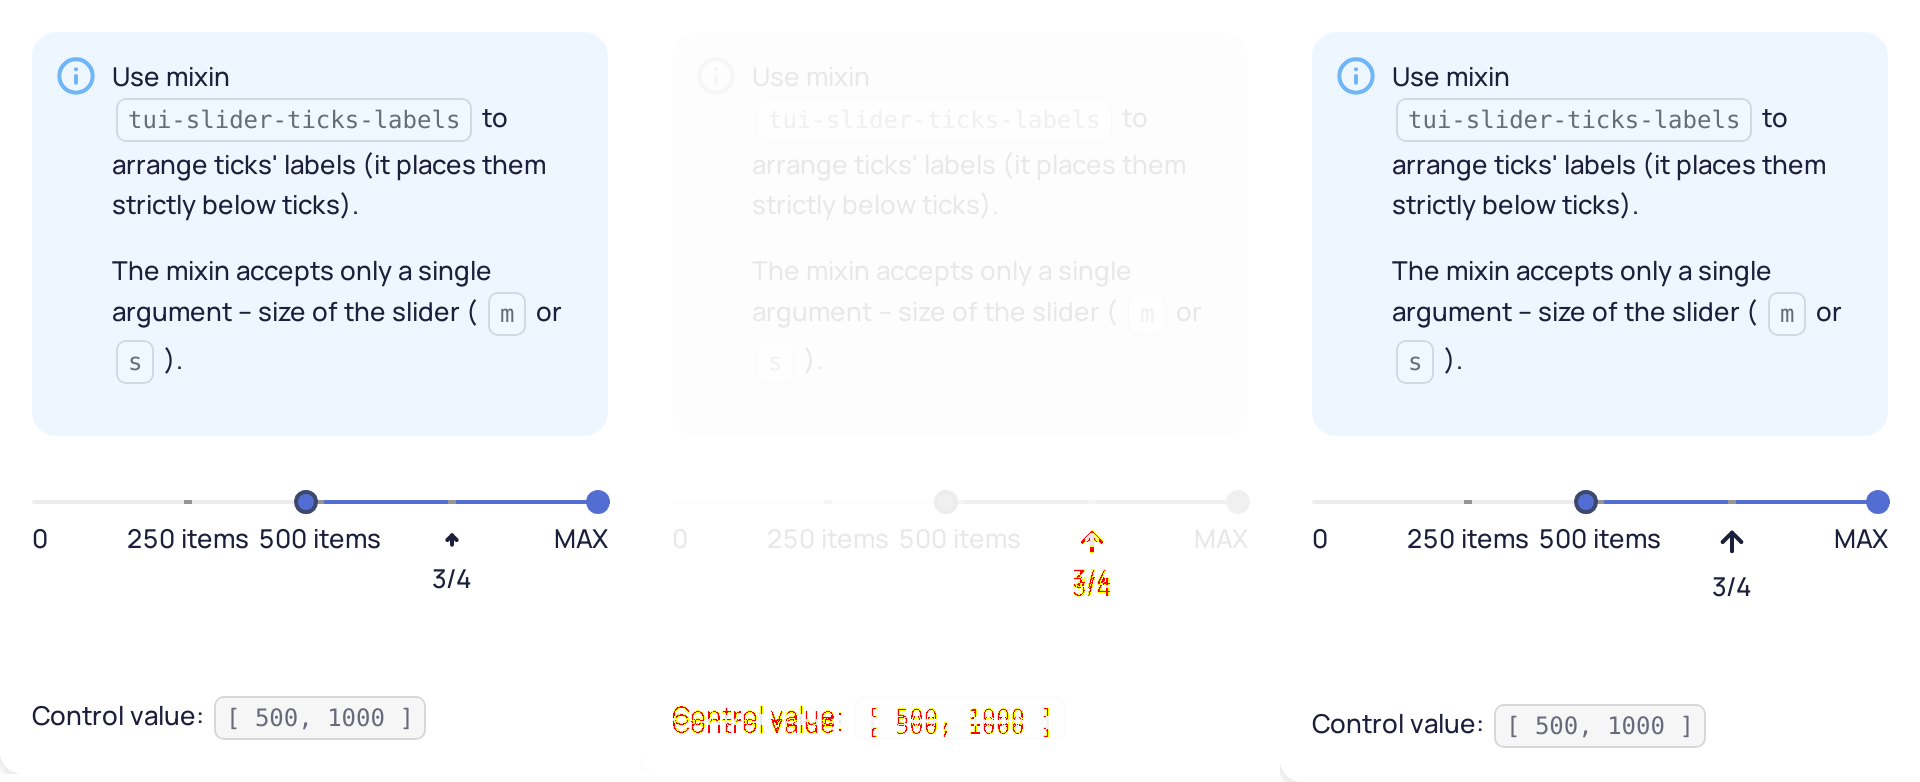 Use mixin
tui-slider-ticks-labels to
arrange ticks' labels (it places them
strictly below ticks).
The mixin accepts only a single
argument – size of the slider ( m or
s ).
0 250 items 500 items MAX
3/4
Control value: [ 500, 1000 ]
Use mixin
tui-slider-ticks-labels to
arrange ticks' labels (it places them
strictly below ticks).
The mixin accepts only a single
argument – size of the slider ( m or
s ).
0 250 items 500 items MAX
3/4
Control value: [ 500, 1000 ]
Use mixin
tui-slider-ticks-labels to
arrange ticks' labels (it places them
strictly below ticks).
The mixin accepts only a single
argument – size of the slider ( m or
s ).
0 250 items 500 items MAX
3/4
Control value: [ 500, 1000 ]